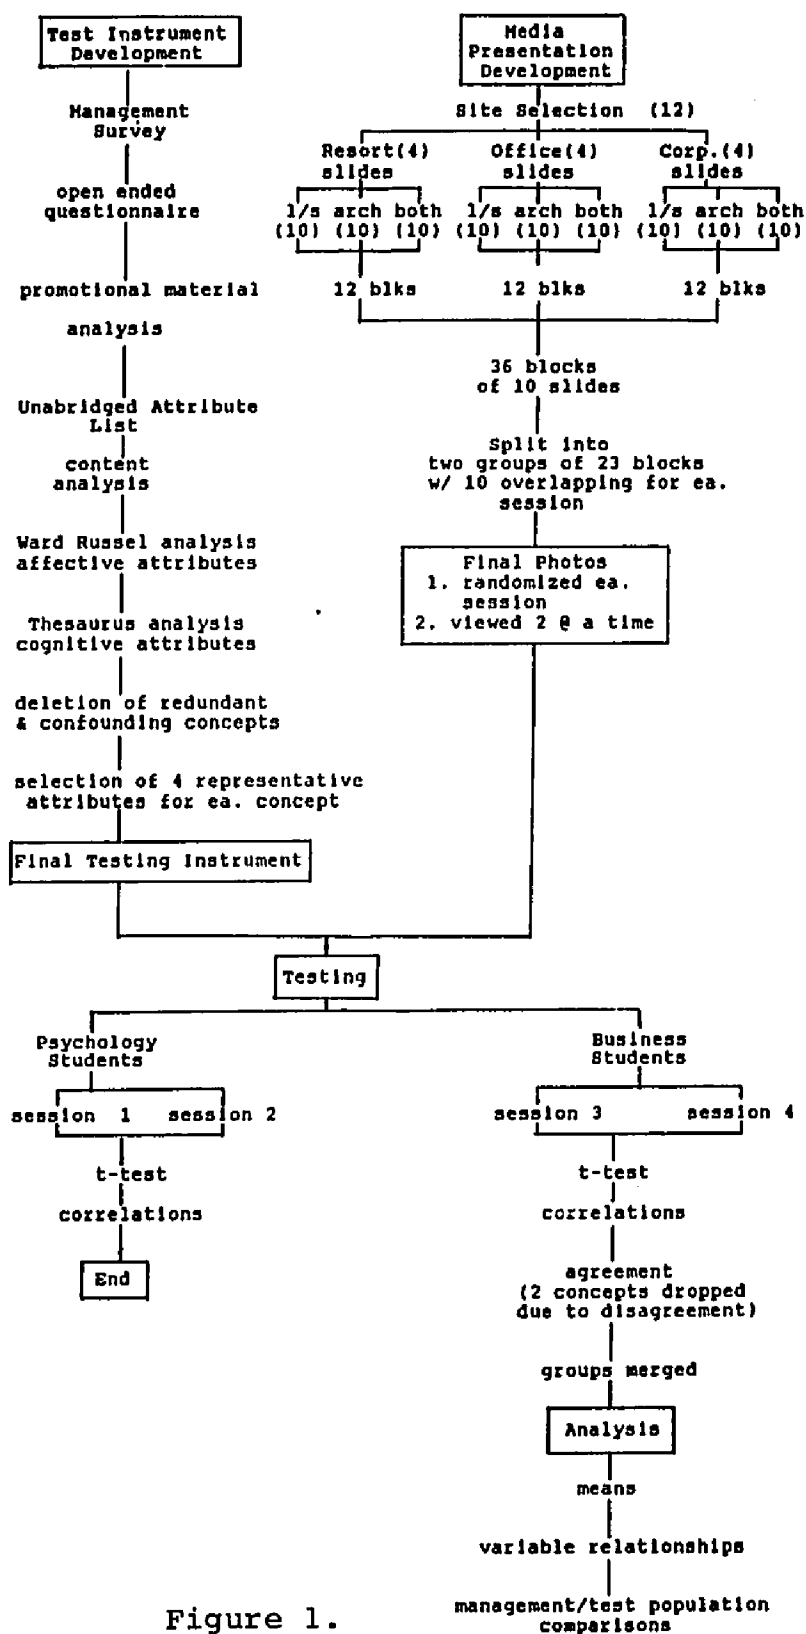 Test Instrument
Development
Management
Survey
open ended
questionnaire
promotional material
analysis
Unabridged Attribute
List
content
analysis
Ward Russel analysis
affective attributes
Thesaurus analysis
cognitive attributes
deletion of redundant
& confounding concepts
selection of 4 representative
attributes for ea. concept
Final Testing Instrument
Media
Presentation
Development
Site Selection (12)
Resort(4)
slides
Office(4)
slides
Corp.(4)
slides
l/s arch both
(10) (10) (10)
l/s arch both
(10) (10) (10)
l/s arch both
(10) (10) (10)
12 blks
12 blks
12 blks
36 blocks
of 10 slides
Split into
two groups of 23 blocks
w/ 10 overlapping for ea.
session
Final Photos
1. randomized ea.
session
2. viewed 2 @ a time
Testing
Psychology
Students
session 1 session 2
t-test
correlations
End
Business
Students
session 3 session 4
t-test
correlations
agreement
(2 concepts dropped
due to disagreement)
groups merged
Analysis
means
variable relationships
management/test population
comparisons
Figure 1.